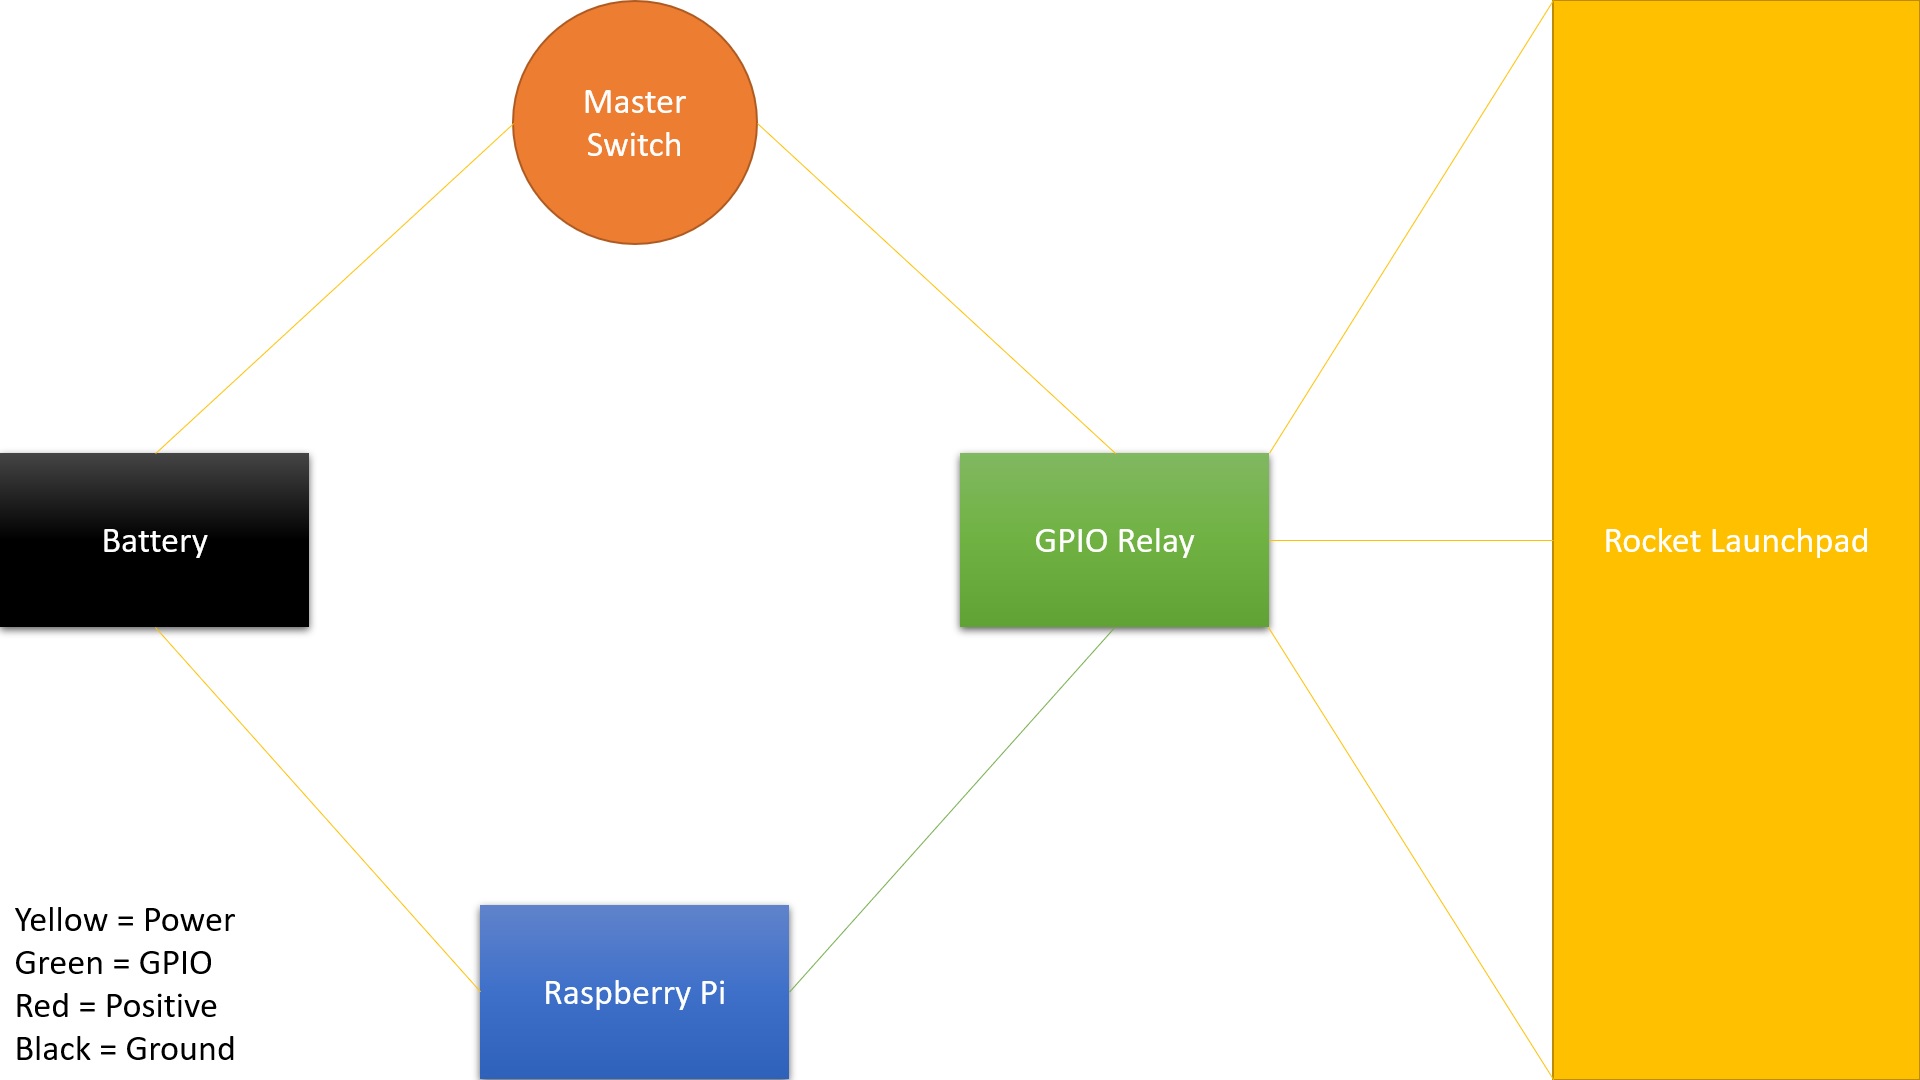 Master
Switch
Battery
GPIO Relay
Rocket Launchpad
Raspberry Pi
Yellow = Power
Green = GPIO
Red = Positive
Black = Ground